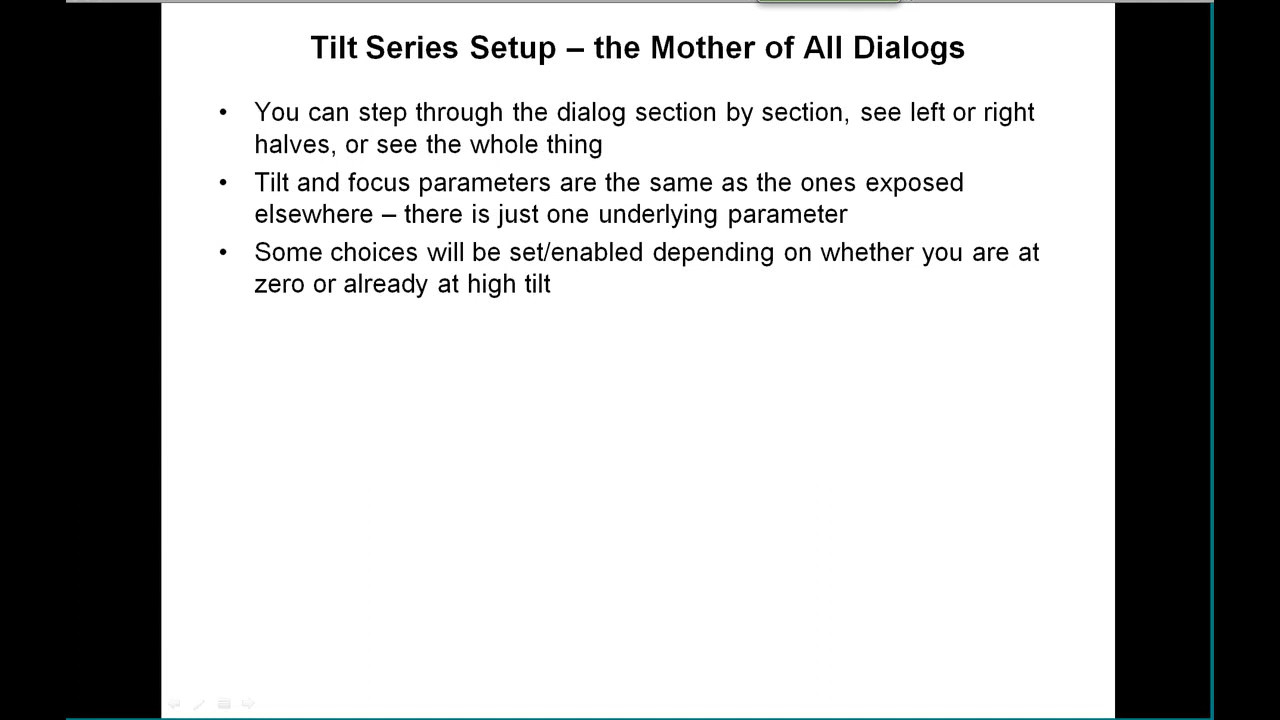 Tilt Series Setup – the Mother of All Dialogs
• You can step through the dialog section by section, see left or right
halves, or see the whole thing
• Tilt and focus parameters are the same as the ones exposed
elsewhere – there is just one underlying parameter
• Some choices will be set/enabled depending on whether you are at
zero or already at high tilt